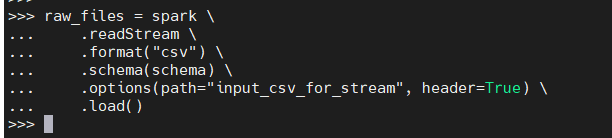 >>> raw_files = spark \
...     .readStream \
...     .format("csv") \
...     .schema(schema) \
...     .options(path="input_csv_for_stream", header=True) \
...     .load()
>>>